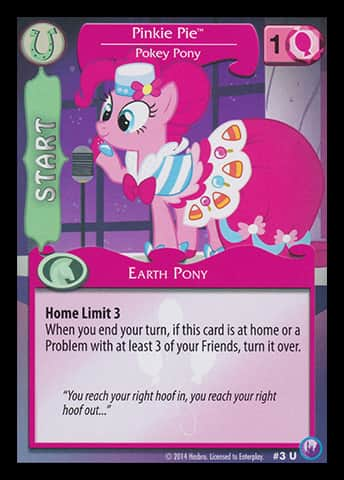 Pinkie Pie™
Pokey Pony
1
START
EARTH PONY
Home Limit 3
When you end your turn, if this card is at home or a
Problem with at least 3 of your Friends, turn it over.
"You reach your right hoof in, you reach your right
hoof out..."
© 2014 Hasbro. Licensed to Enterplay.
#3 U